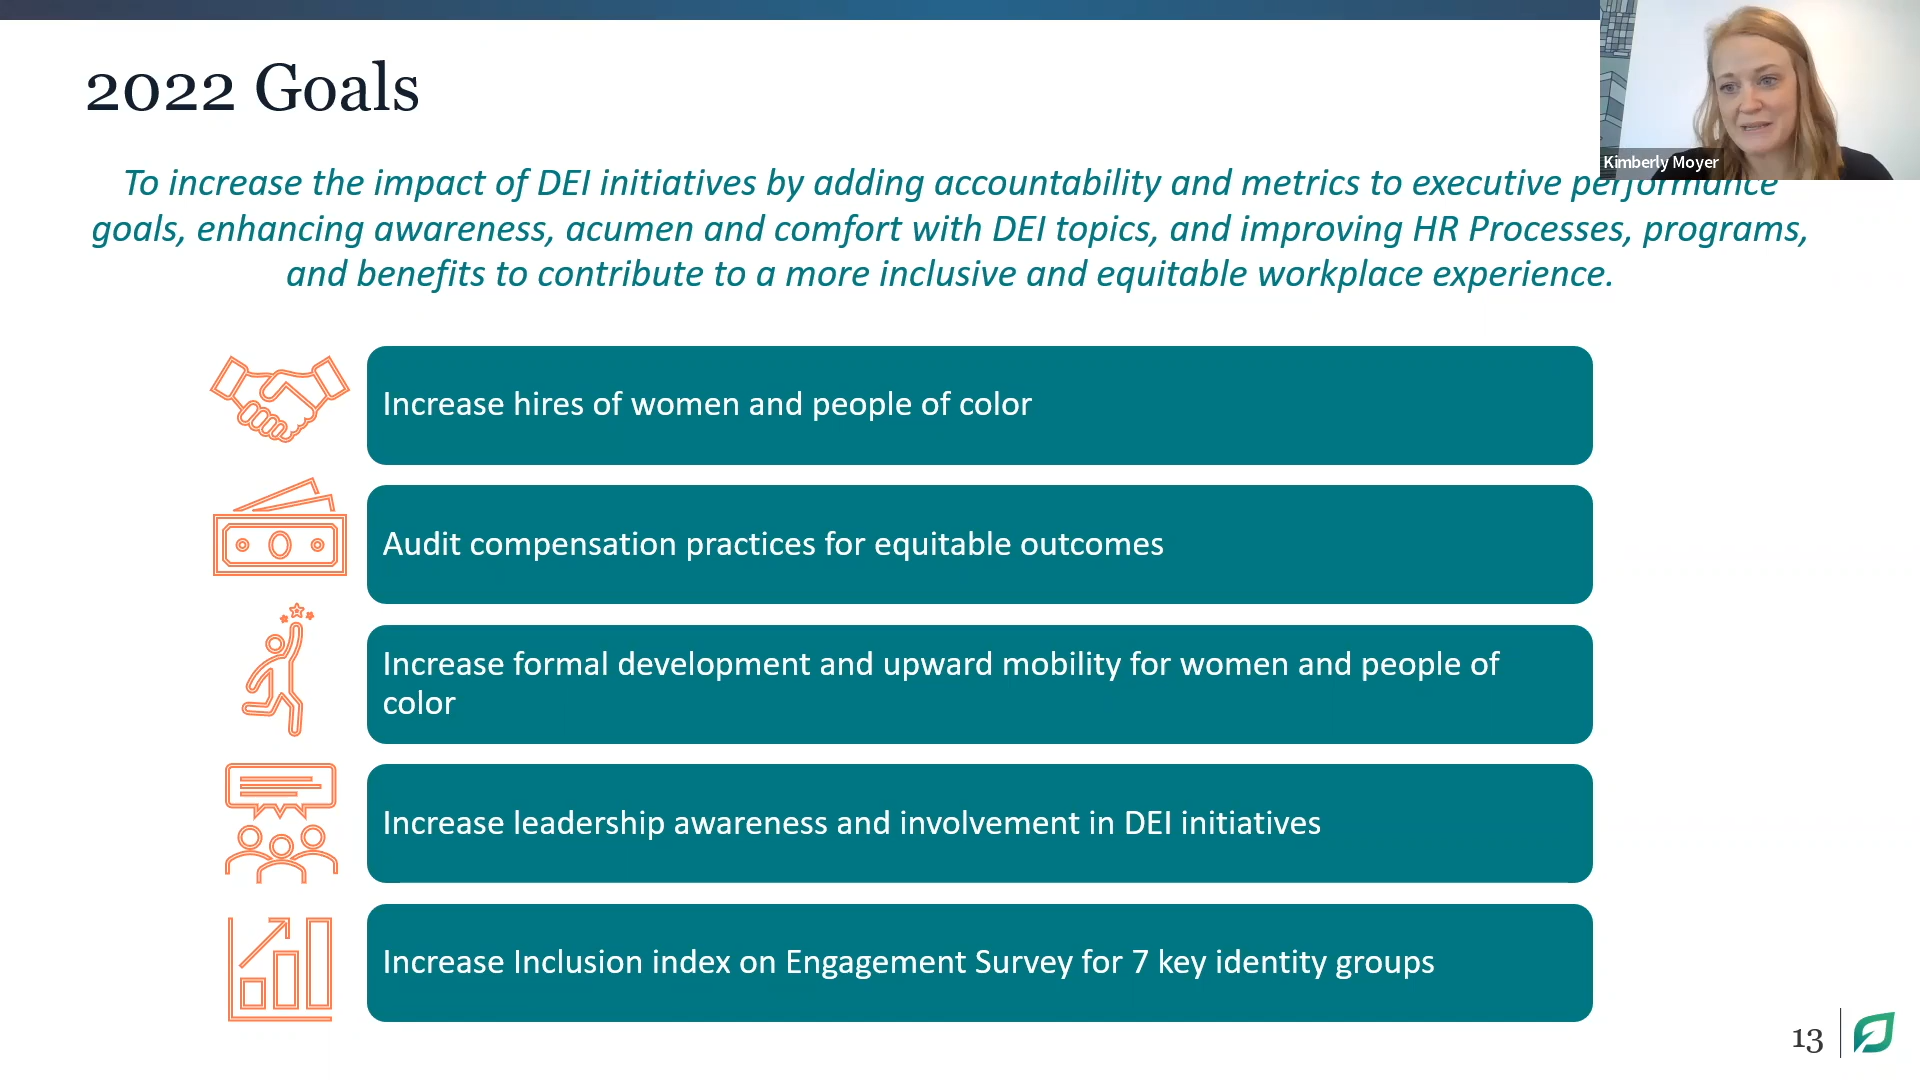 2022 Goals
Kimberly Moyer
To increase the impact of DEI initiatives by adding accountability and metrics to executive performance
goals, enhancing awareness, acumen and comfort with DEI topics, and improving HR Processes, programs,
and benefits to contribute to a more inclusive and equitable workplace experience.
Increase hires of women and people of color
Audit compensation practices for equitable outcomes
Increase formal development and upward mobility for women and people of
color
Increase leadership awareness and involvement in DEI initiatives
Increase Inclusion index on Engagement Survey for 7 key identity groups
13